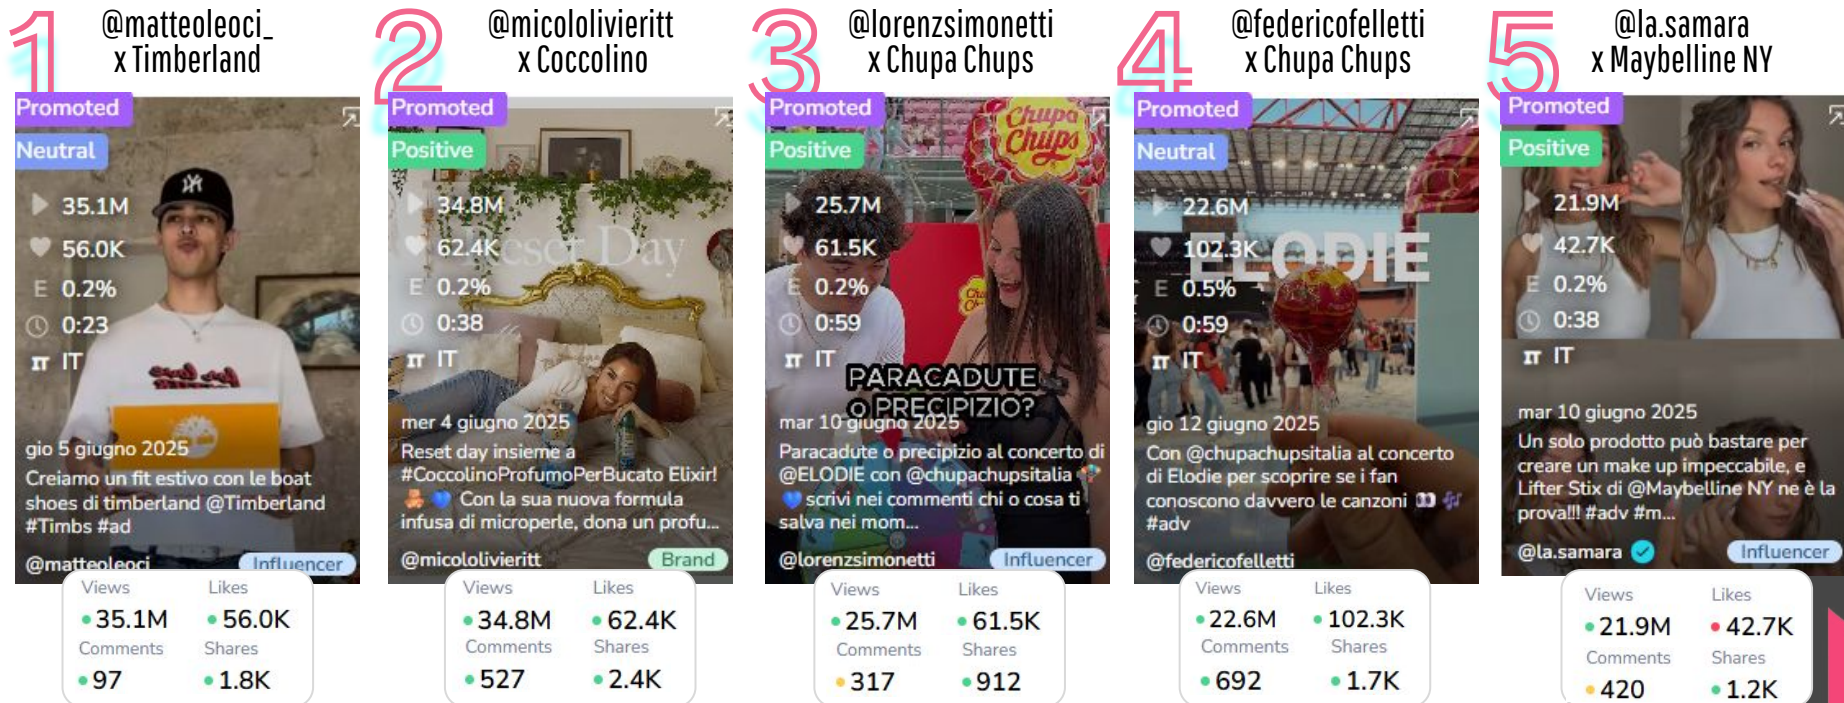 1
@matteoleoci_
x Timberland
Promoted
Neutral
35.1M
56.0K
E 0.2%
0:23
IT
gio 5 giugno 2025
Creiamo un fit estivo con le boat
shoes di timberland @Timberland
#Timbs #ad
@matteoleoci
Influencer
Views
Likes
35.1M
56.0K
Comments
Shares
97
1.8K
2
@micololivieritt
x Coccolino
Promoted
Positive
34.8M
62.4K
Reset Day
E 0.2%
0:38
IT
mer 4 giugno 2025
Reset day insieme a
#CoccolinoProfumoPerBucato Elixir!
🧸 💙 Con la sua nuova formula
infusa di microperle, dona un profu...
@micololivieritt
Brand
Views
Likes
34.8M
62.4K
Comments
Shares
527
2.4K
3
@lorenzsimonetti
x Chupa Chups
Promoted
Positive
Chupa
Chups
25.7M
61.5K
E 0.2%
0:59
IT
PARACADUTE
O PRECIPIZIO?
mar 10 giugno 2025
Paracadute o precipizio al concerto di
@ELODIE con @chupachupsitalia 🪂
💙 scrivi nei commenti chi o cosa ti
salva nei mom...
@lorenzsimonetti
Influencer
Views
Likes
25.7M
61.5K
Comments
Shares
317
912
4
@federicofelletti
x Chupa Chups
Promoted
Neutral
22.6M
102.3K
ELODIE
E 0.5%
0:59
IT
gio 12 giugno 2025
Con @chupachupsitalia al concerto
di Elodie per scoprire se i fan
conoscono davvero le canzoni 👀 🎶
#adv
@federicofelletti
Views
Likes
22.6M
102.3K
Comments
Shares
692
1.7K
5
@la.samara
x Maybelline NY
Promoted
Positive
21.9M
42.7K
E 0.2%
0:38
IT
mar 10 giugno 2025
Un solo prodotto può bastare per
creare un make up impeccabile, e
Lifter Stix di @Maybelline NY ne è la
prova!!! #adv #m...
@la.samara
Influencer
Views
Likes
21.9M
42.7K
Comments
Shares
420
1.2K